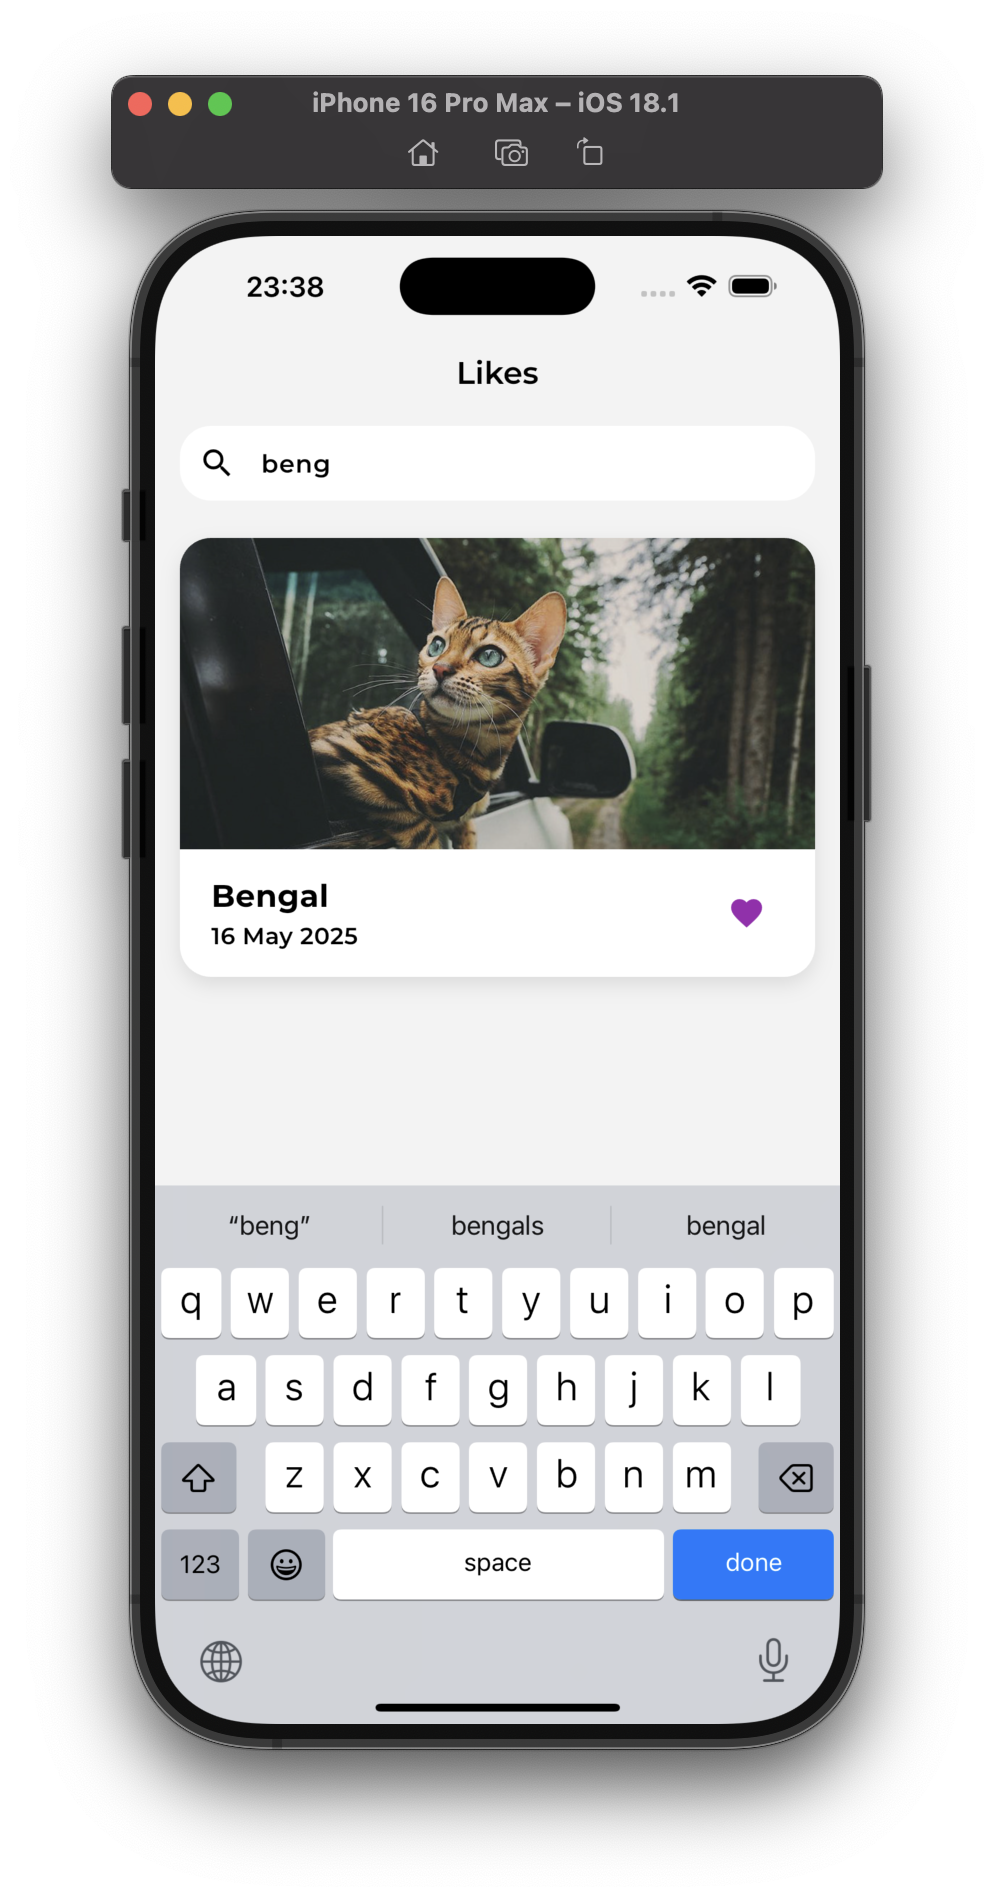 iPhone 16 Pro Max – iOS 18.1
23:38
Likes
beng
Bengal
16 May 2025
“beng” bengals bengal
q w e r t y u i o p
a s d f g h j k l
z x c v b n m
123 space done